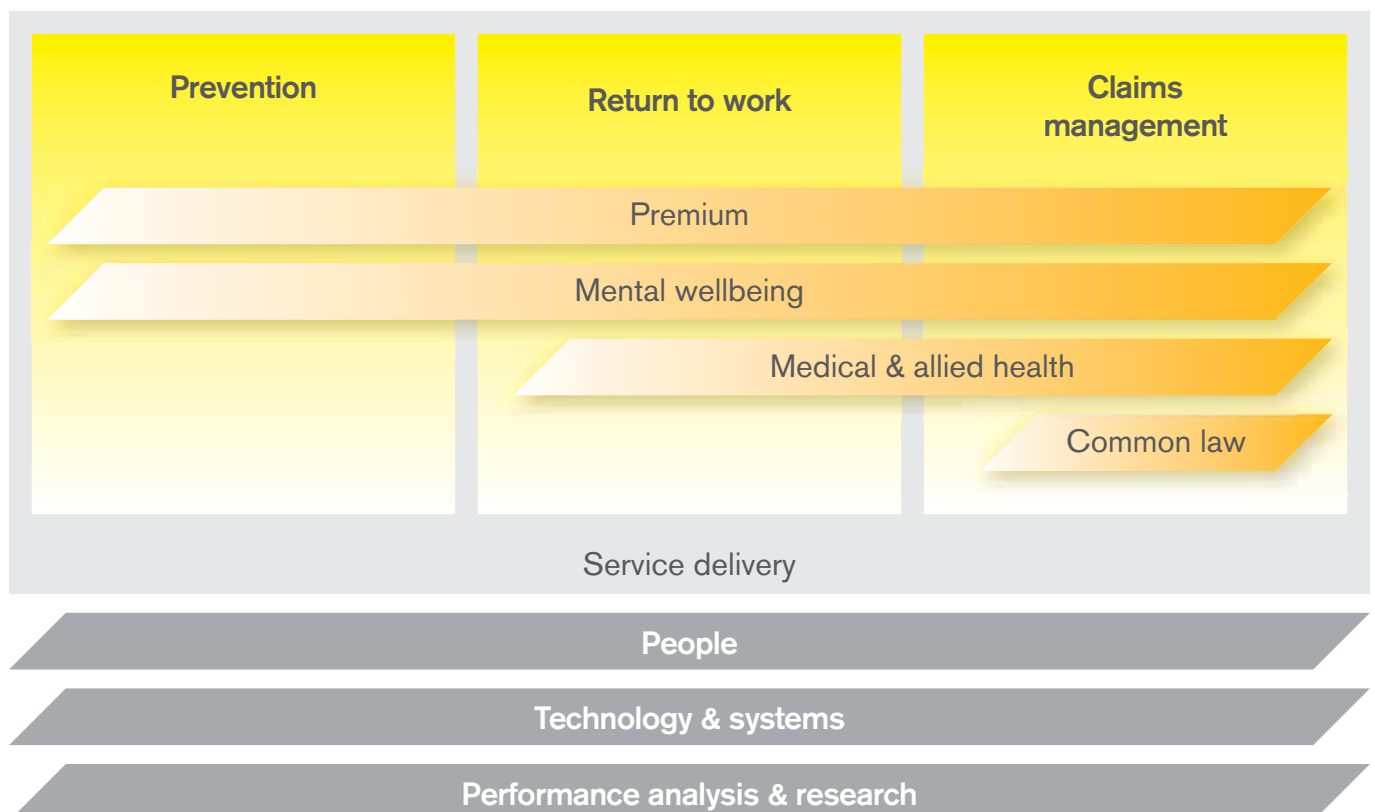 Prevention
Return to work
Claims
management
Premium
Mental wellbeing
Medical & allied health
Common law
Service delivery
People
Technology & systems
Performance analysis & research